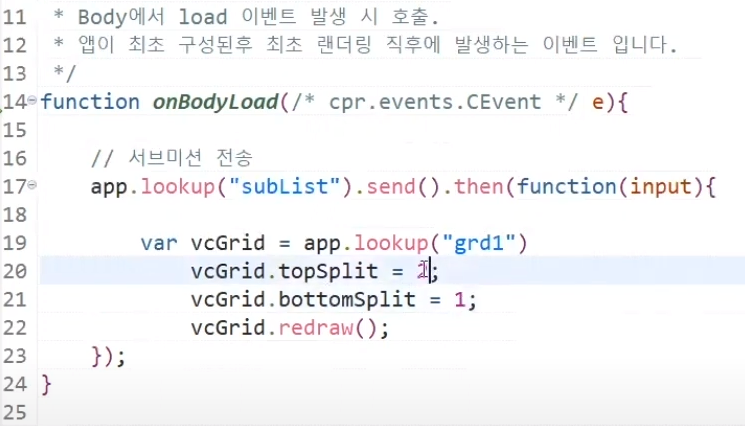 11 * Body에서 load 이벤트 발생 시 호출.
12 * 앱이 최초 구성된후 최초 랜더링 직후에 발생하는 이벤트 입니다.
13 */
14 function onBodyLoad(/* cpr.events.CEvent */ e){
15
16 // 서브미션 전송
17 app.lookup("subList").send().then(function(input){
18
19 var vcGrid = app.lookup("grd1")
20 vcGrid.topSplit = ;
21 vcGrid.bottomSplit = 1;
22 vcGrid.redraw();
23 });
24 }
25